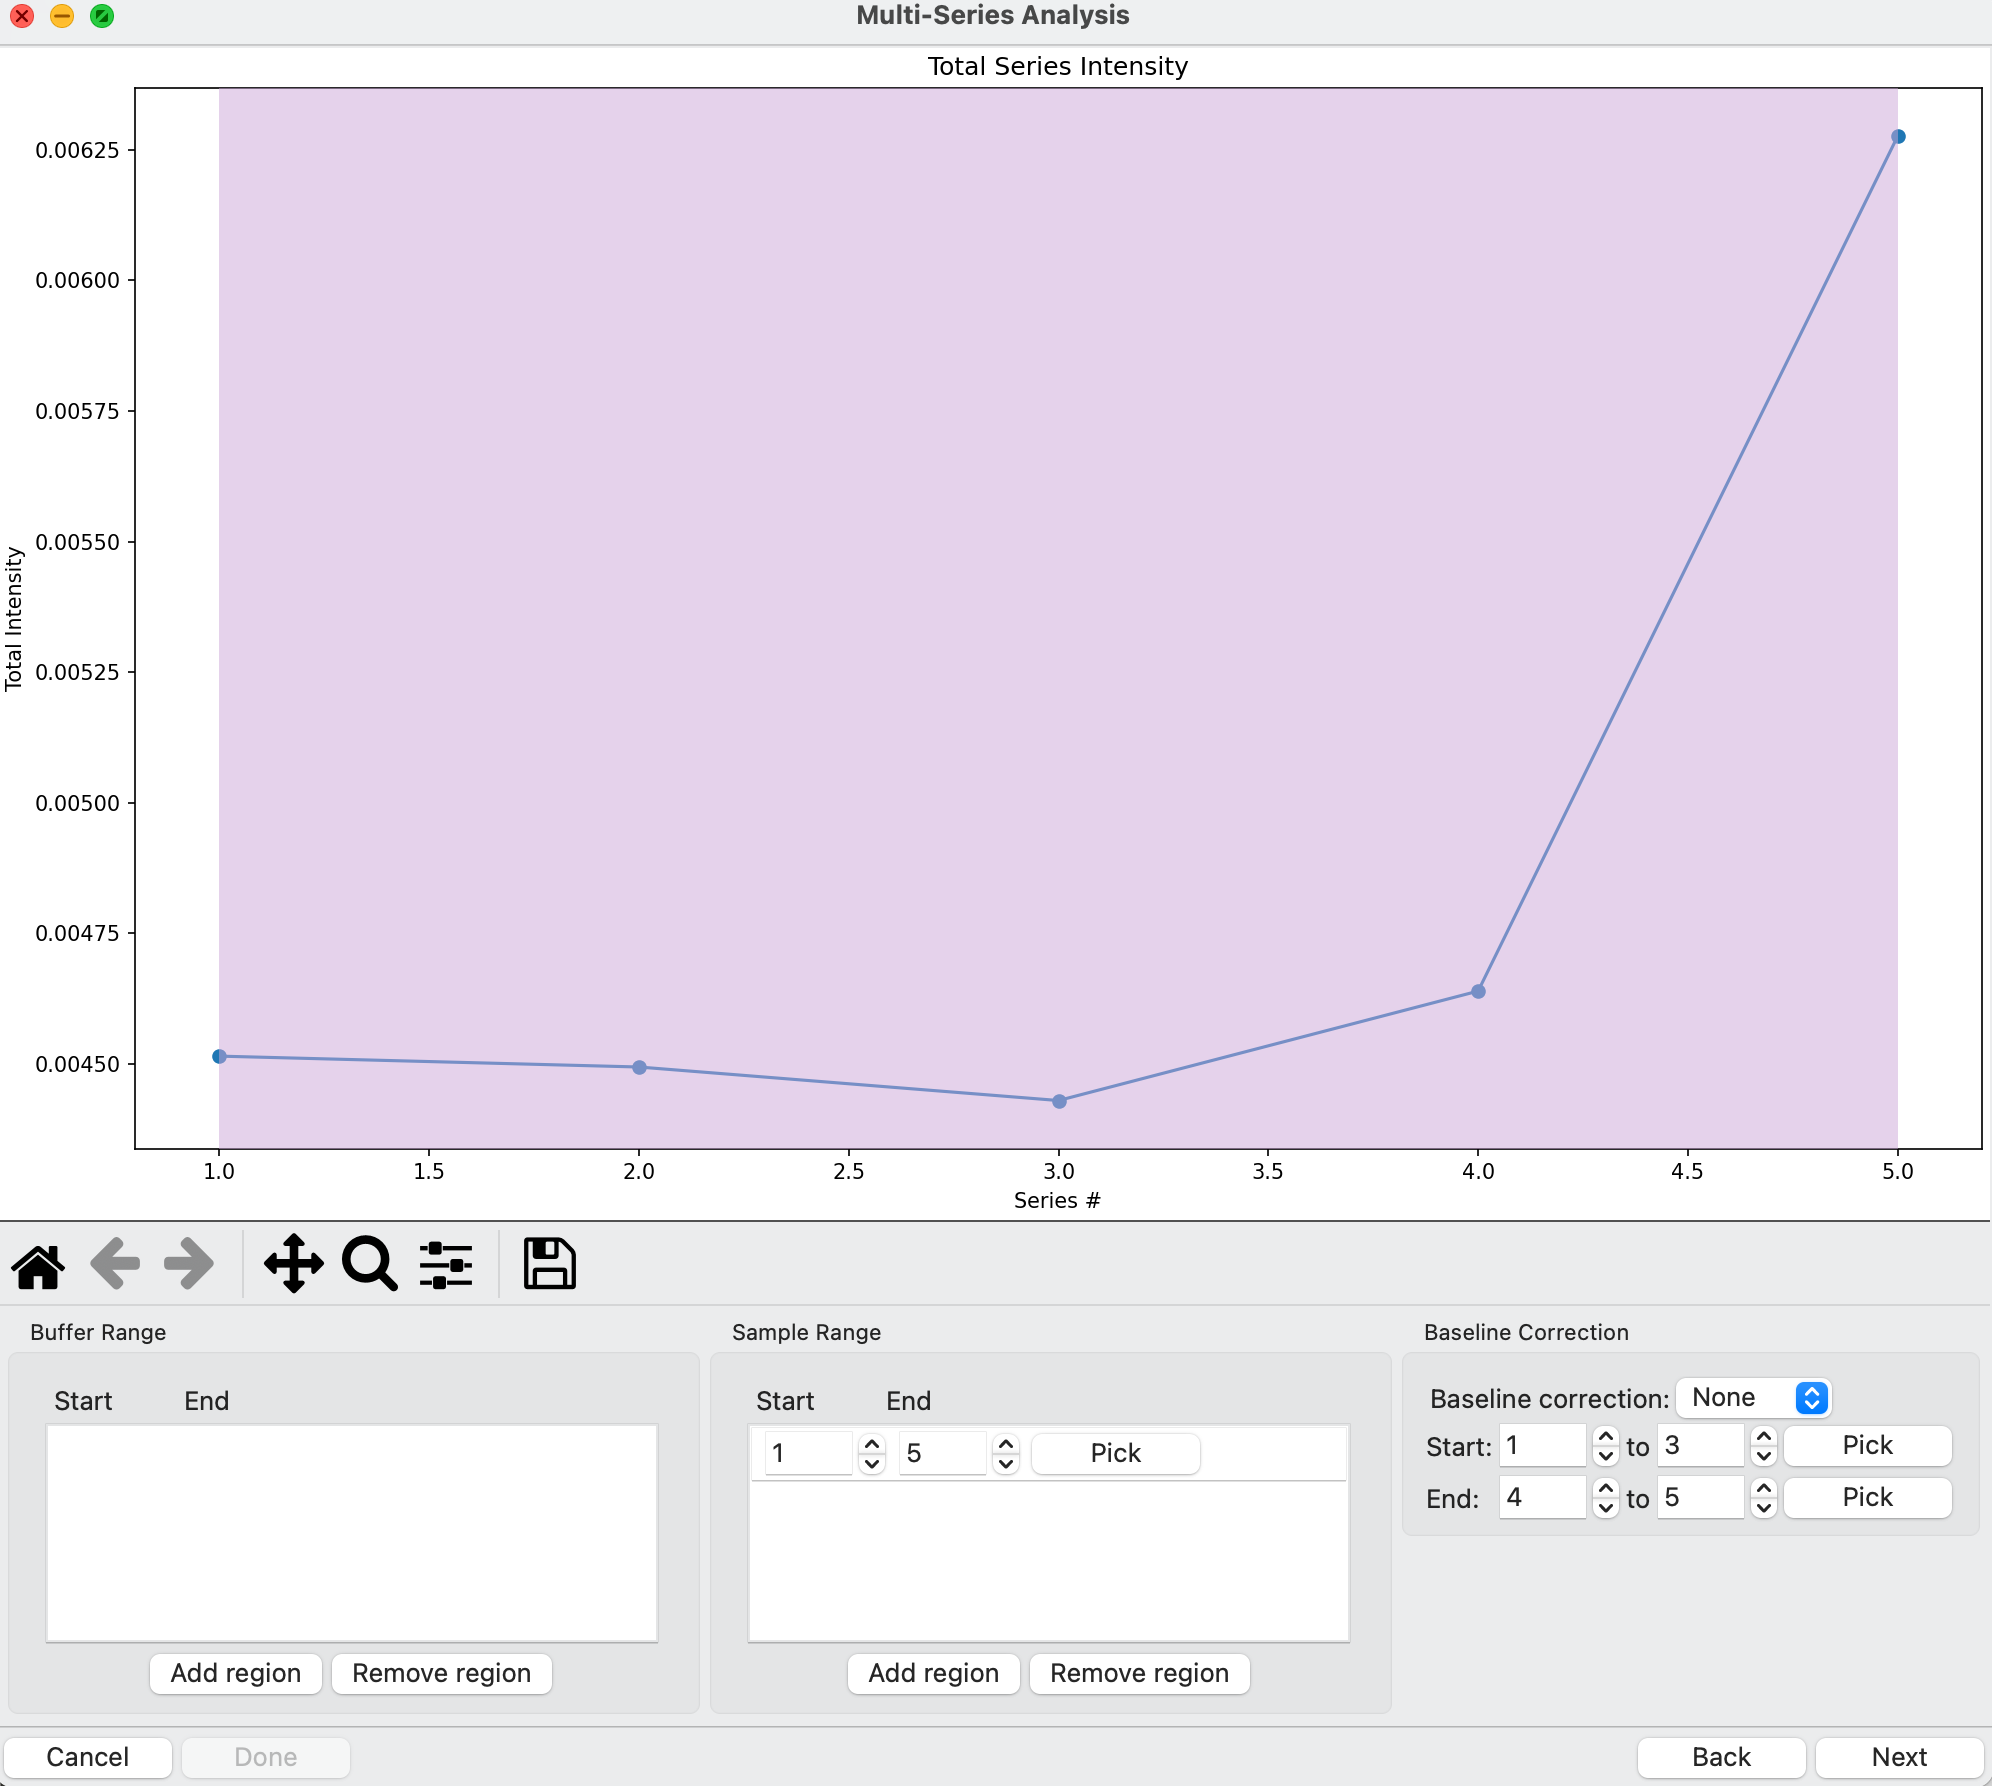 Multi-Series Analysis
Total Series Intensity
0.00625
0.00600
0.00575
0.00550
0.00525
0.00500
0.00475
0.00450
Total Intensity
1.0 1.5 2.0 2.5 3.0 3.5 4.0 4.5 5.0
Series #
Buffer Range
Start End
Add region Remove region
Sample Range
Start End
1 5 Pick
Add region Remove region
Baseline Correction
Baseline correction: None
Start: 1 to 3 Pick
End: 4 to 5 Pick
Cancel Done Back Next